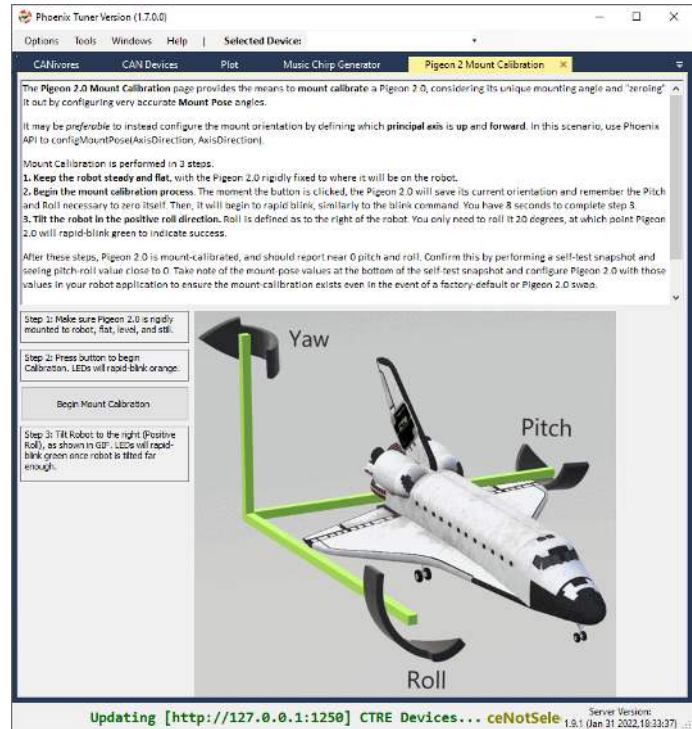 Phoenix Tuner Version (1.7.0.0)
Options Tools Windows Help | Selected Device:
CANivores CAN Devices Plot Music Chirp Generator Pigeon 2 Mount Calibration ×
The Pigeon 2.0 Mount Calibration page provides the means to mount calibrate a Pigeon 2.0, considering its unique mounting angle and "zeroing"
it out by configuring very accurate Mount Pose angles.
It may be preferable to instead configure the mount orientation by defining which principal axis is up and forward. In this scenario, use Phoenix
API to configMountPose(AxisDirection, AxisDirection).
Mount Calibration is performed in 3 steps.
1. Keep the robot steady and flat, with the Pigeon 2.0 rigidly fixed to where it will be on the robot.
2. Begin the mount calibration process. The moment the button is clicked, the Pigeon 2.0 will save its current orientation and remember the Pitch
and Roll necessary to zero itself. Then, it will begin to rapid blink, similarly to the blink command. You have 8 seconds to complete step 3.
3. Tilt the robot in the positive roll direction. Roll is defined as to the right of the robot. You only need to roll it 20 degrees, at which point Pigeon
2.0 will rapid-blink green to indicate success.
After these steps, Pigeon 2.0 is mount-calibrated, and should report near 0 pitch and roll. Confirm this by performing a self-test snapshot and
seeing pitch-roll value close to 0. Take note of the mount-pose values at the bottom of the self-test snapshot and configure Pigeon 2.0 with those
values in your robot application to ensure the mount-calibration exists even in the event of a factory-default or Pigeon 2.0 swap.
Step 1: Make sure Pigeon 2.0 is rigidly
mounted to robot, flat, level, and still.
Step 2: Press button to begin
Calibration. LEDs will rapid-blink orange.
Begin Mount Calibration
Step 3: Tilt Robot to the right (Positive
Roll), as shown in GIF. LEDs will rapid-
blink green once robot is tilted far
enough.
Yaw
Pitch
Roll
Updating [http://127.0.0.1:1250] CTRE Devices... ceNotSele
Server Version:
1.9.1 (Jan 31 2022,18:33:37)